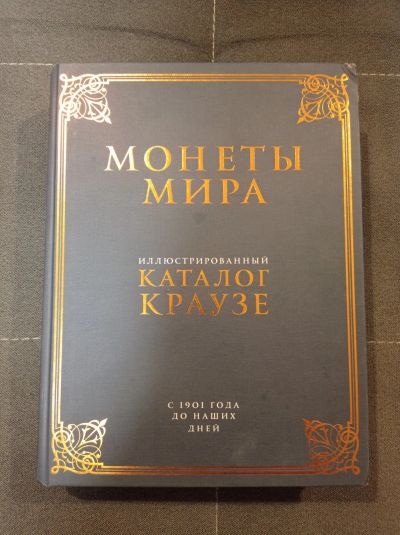 МОНЕТЫ
МИРА
ИЛЛЮСТРИРОВАННЫЙ
КАТАЛОГ
КРАУЗЕ
С 1901 ГОДА
ДО НАШИХ
ДНЕЙ